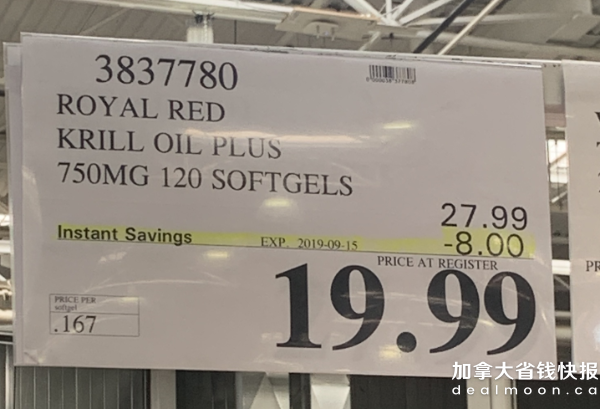 3837780
ROYAL RED
KRILL OIL PLUS
750MG 120 SOFTGELS
27.99
Instant Savings EXP. 2019-09-15 -8.00
PRICE AT REGISTER
19.99
PRICE PER
softgel
.167
PR
加拿大省钱快报
dealmoon.ca